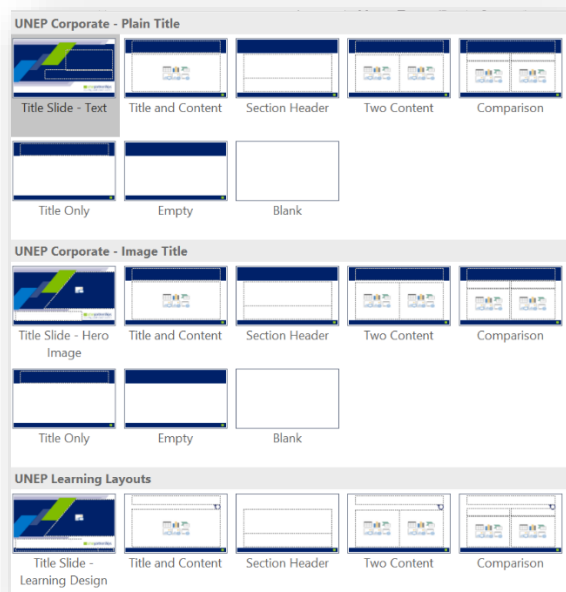 UNEP Corporate - Plain Title
Title Slide - Text
Title and Content
Section Header
Two Content
Comparison
Title Only
Empty
Blank
UNEP Corporate - Image Title
Title Slide - Hero
Image
Title and Content
Section Header
Two Content
Comparison
Title Only
Empty
Blank
UNEP Learning Layouts
Title Slide -
Learning Design
Title and Content
Section Header
Two Content
Comparison